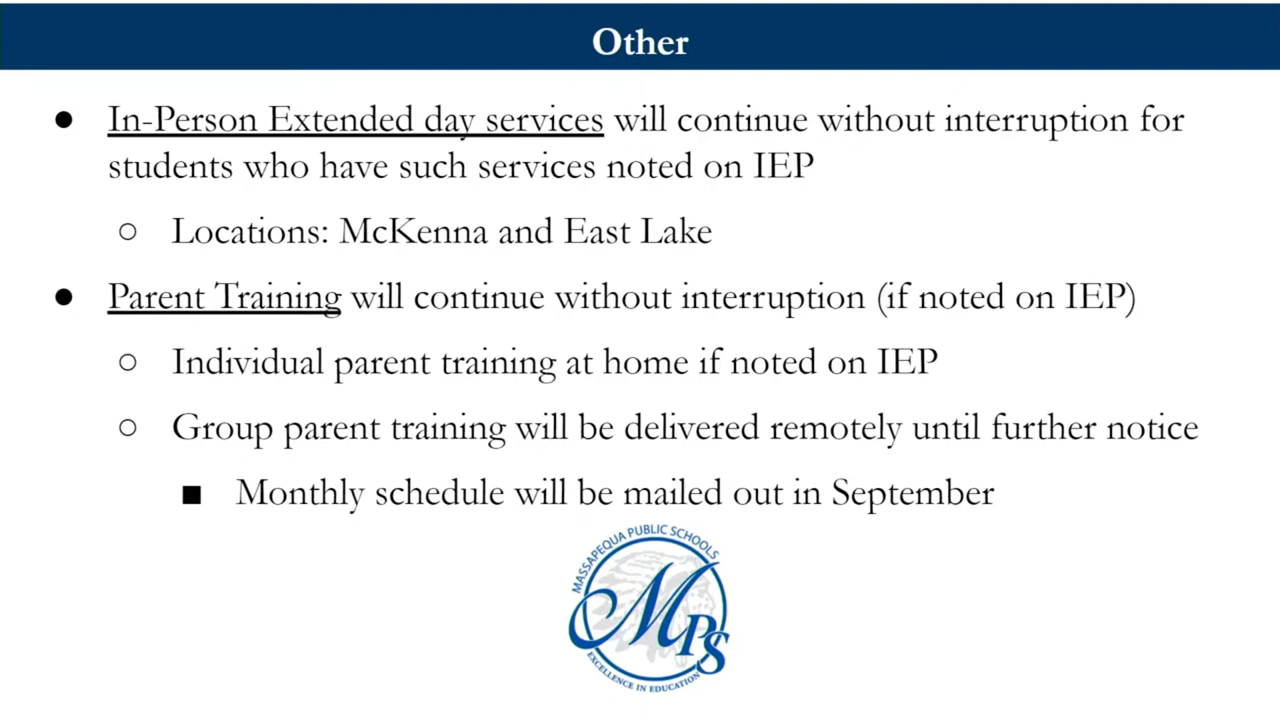 Other
● In-Person Extended day services will continue without interruption for
students who have such services noted on IEP
○ Locations: McKenna and East Lake
● Parent Training will continue without interruption (if noted on IEP)
○ Individual parent training at home if noted on IEP
○ Group parent training will be delivered remotely until further notice
■ Monthly schedule will be mailed out in September
MASSAPEQUA PUBLIC SCHOOLS
MPS
EXCELLENCE IN EDUCATION